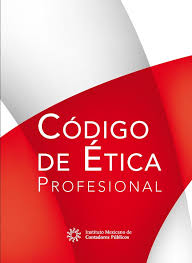 CÓDIGO
DE ÉTICA
PROFESIONAL
Instituto Mexicano de
Contadores Públicos